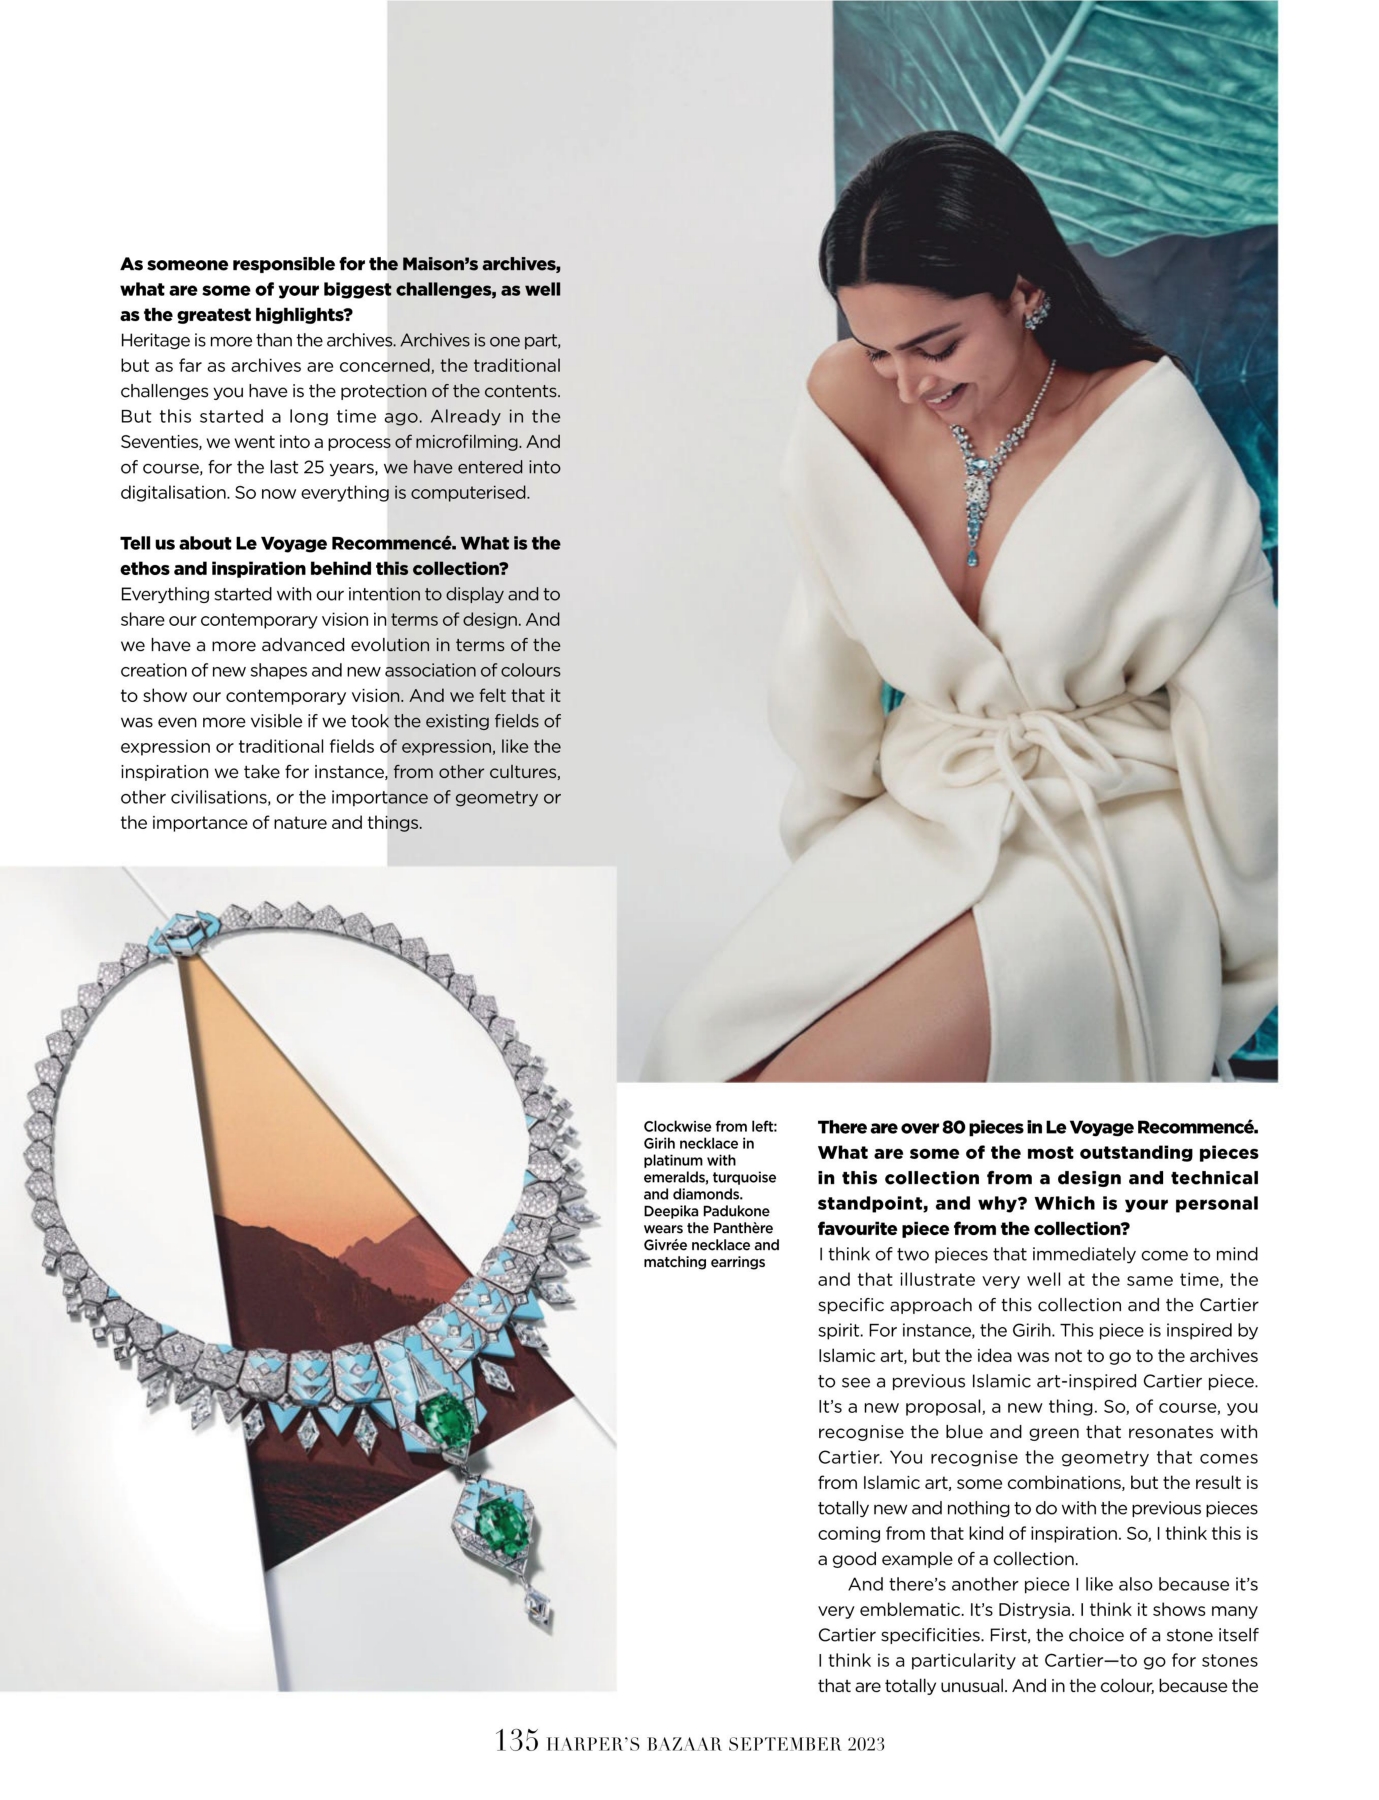 As someone responsible for the Maison’s archives,
what are some of your biggest challenges, as well
as the greatest highlights?
Heritage is more than the archives. Archives is one part,
but as far as archives are concerned, the traditional
challenges you have is the protection of the contents.
But this started a long time ago. Already in the
Seventies, we went into a process of microfilming. And
of course, for the last 25 years, we have entered into
digitalisation. So now everything is computerised.
Tell us about Le Voyage Recommencé. What is the
ethos and inspiration behind this collection?
Everything started with our intention to display and to
share our contemporary vision in terms of design. And
we have a more advanced evolution in terms of the
creation of new shapes and new association of colours
to show our contemporary vision. And we felt that it
was even more visible if we took the existing fields of
expression or traditional fields of expression, like the
inspiration we take for instance, from other cultures,
other civilisations, or the importance of geometry or
the importance of nature and things.
Clockwise from left:
Girih necklace in
platinum with
emeralds, turquoise
and diamonds.
Deepika Padukone
wears the Panthère
Givrée necklace and
matching earrings
There are over 80 pieces in Le Voyage Recommencé.
What are some of the most outstanding pieces
in this collection from a design and technical
standpoint, and why? Which is your personal
favourite piece from the collection?
I think of two pieces that immediately come to mind
and that illustrate very well at the same time, the
specific approach of this collection and the Cartier
spirit. For instance, the Girih. This piece is inspired by
Islamic art, but the idea was not to go to the archives
to see a previous Islamic art-inspired Cartier piece.
It’s a new proposal, a new thing. So, of course, you
recognise the blue and green that resonates with
Cartier. You recognise the geometry that comes
from Islamic art, some combinations, but the result is
totally new and nothing to do with the previous pieces
coming from that kind of inspiration. So, I think this is
a good example of a collection.
And there’s another piece I like also because it’s
very emblematic. It’s Distrysia. I think it shows many
Cartier specificities. First, the choice of a stone itself
I think is a particularity at Cartier—to go for stones
that are totally unusual. And in the colour, because the
135 HARPER’S BAZAAR SEPTEMBER 2023